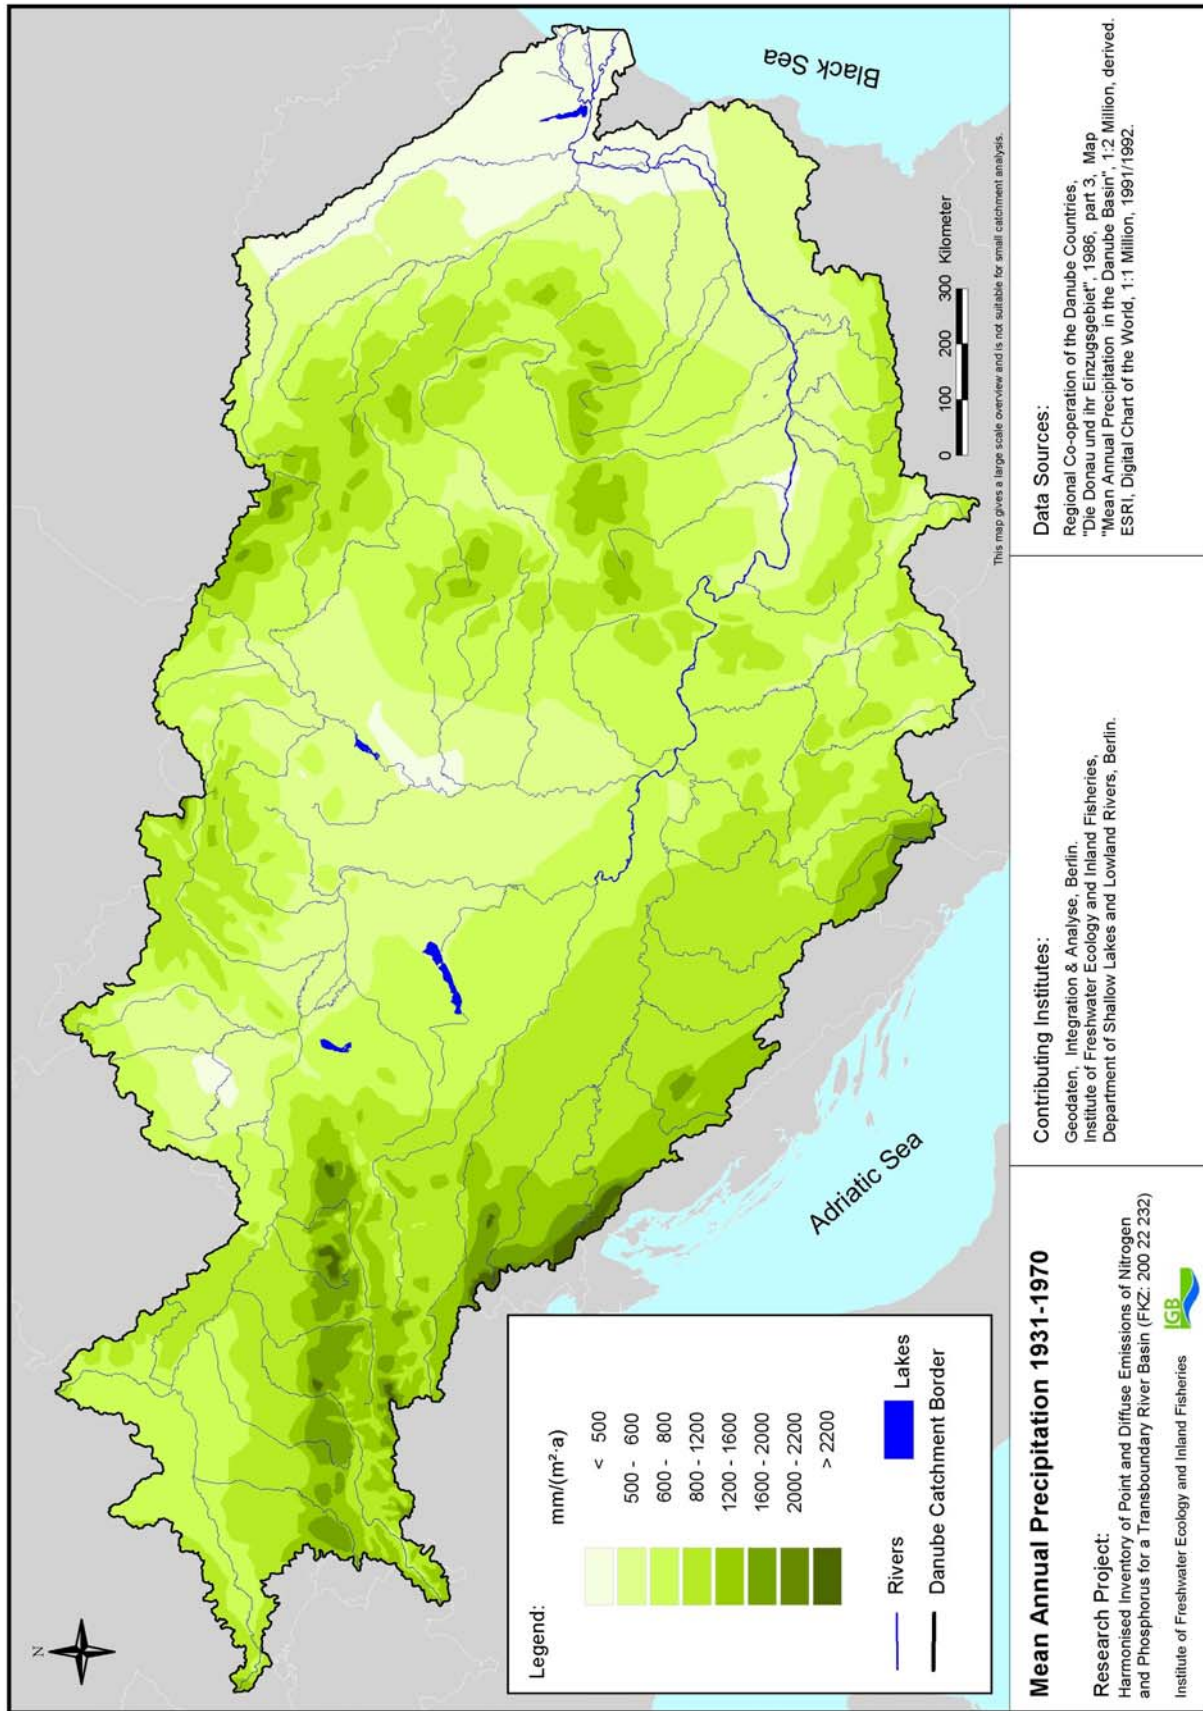 N
Black Sea
Adriatic Sea
0 100 200 300 Kilometer
This map gives a large scale overview and is not suitable for small catchment analysis.
Legend:
mm/(m²·a)
< 500
500 - 600
600 - 800
800 - 1200
1200 - 1600
1600 - 2000
2000 - 2200
> 2200
Rivers
Lakes
Danube Catchment Border
Mean Annual Precipitation 1931-1970
Research Project:
Harmonised Inventory of Point and Diffuse Emissions of Nitrogen
and Phosphorus for a Transboundary River Basin (FKZ: 200 22 232)
Institute of Freshwater Ecology and Inland Fisheries
IGB
Contributing Institutes:
Geodaten, Integration & Analyse, Berlin.
Institute of Freshwater Ecology and Inland Fisheries,
Department of Shallow Lakes and Lowland Rivers, Berlin.
Data Sources:
Regional Co-operation of the Danube Countries,
"Die Donau und ihr Einzugsgebiet", 1986, part 3, Map
"Mean Annual Precipitation in the Danube Basin", 1:2 Million, derived.
ESRI, Digital Chart of the World, 1:1 Million, 1991/1992.